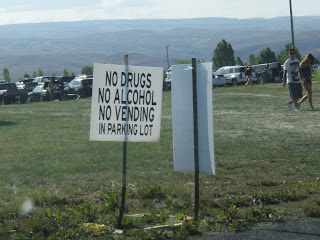 NO DRUGS
NO ALCOHOL
NO VENDING
IN PARKING LOT